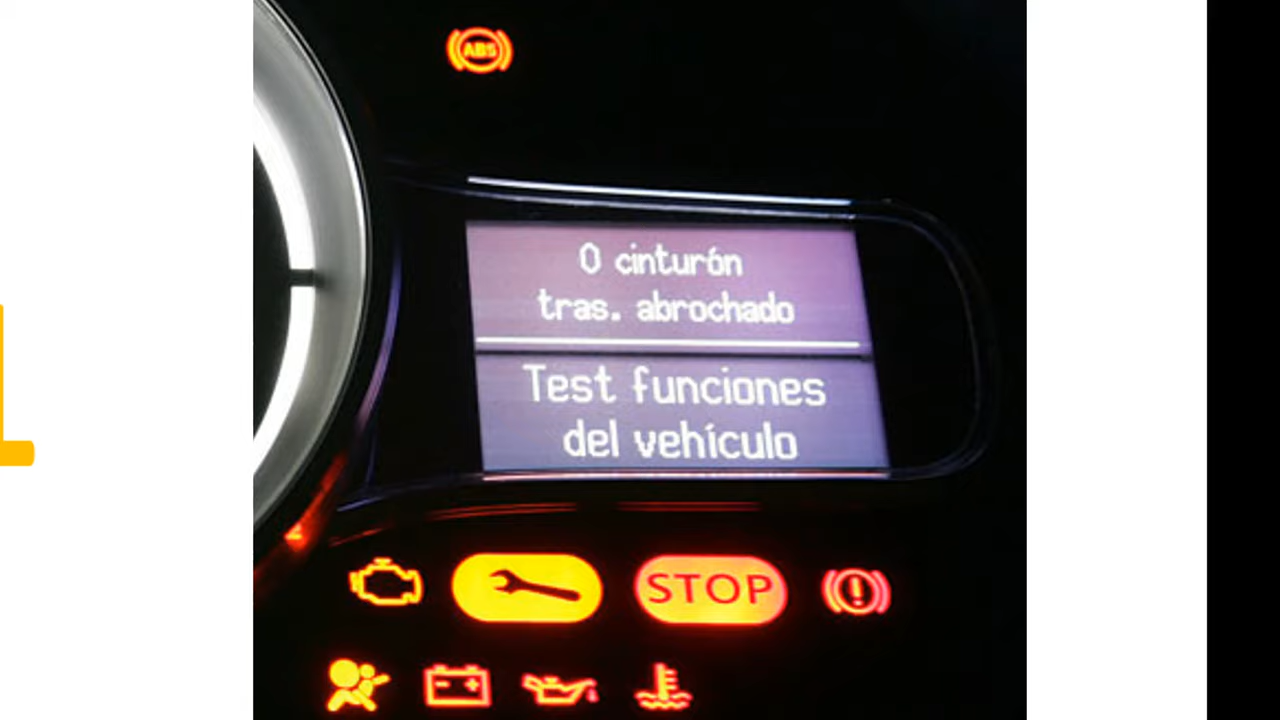 ABS
0 cinturón
tras. abrochado
Test funciones
del vehículo
STOP